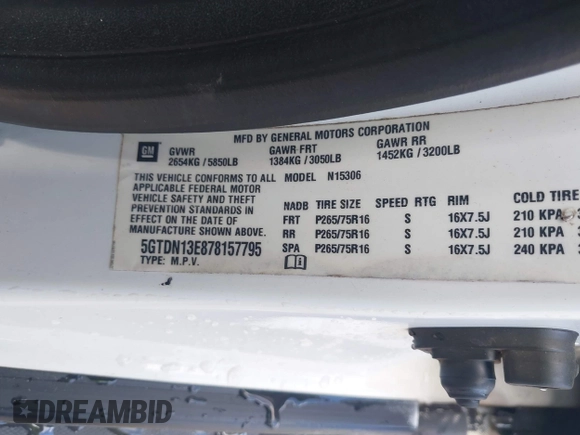 MFD BY GENERAL MOTORS CORPORATION
GM GVWR GAWR FRT GAWR RR
2654KG / 5850LB 1384KG / 3050LB 1452KG / 3200LB
THIS VEHICLE CONFORMS TO ALL MODEL N15306
APPLICABLE FEDERAL MOTOR
VEHICLE SAFETY AND THEFT
PREVENTION STANDARDS IN
EFFECT ON THE DATE OF
MANUFACTURE SHOWN ABOVE.
5GTDN13E878157795
TYPE: M.P.V.
NADB TIRE SIZE SPEED RTG RIM COLD TIRE
FRT P265/75R16 S 16X7.5J 210 KPA
RR P265/75R16 S 16X7.5J 210 KPA
SPA P265/75R16 S 16X7.5J 240 KPA
DREAMBID